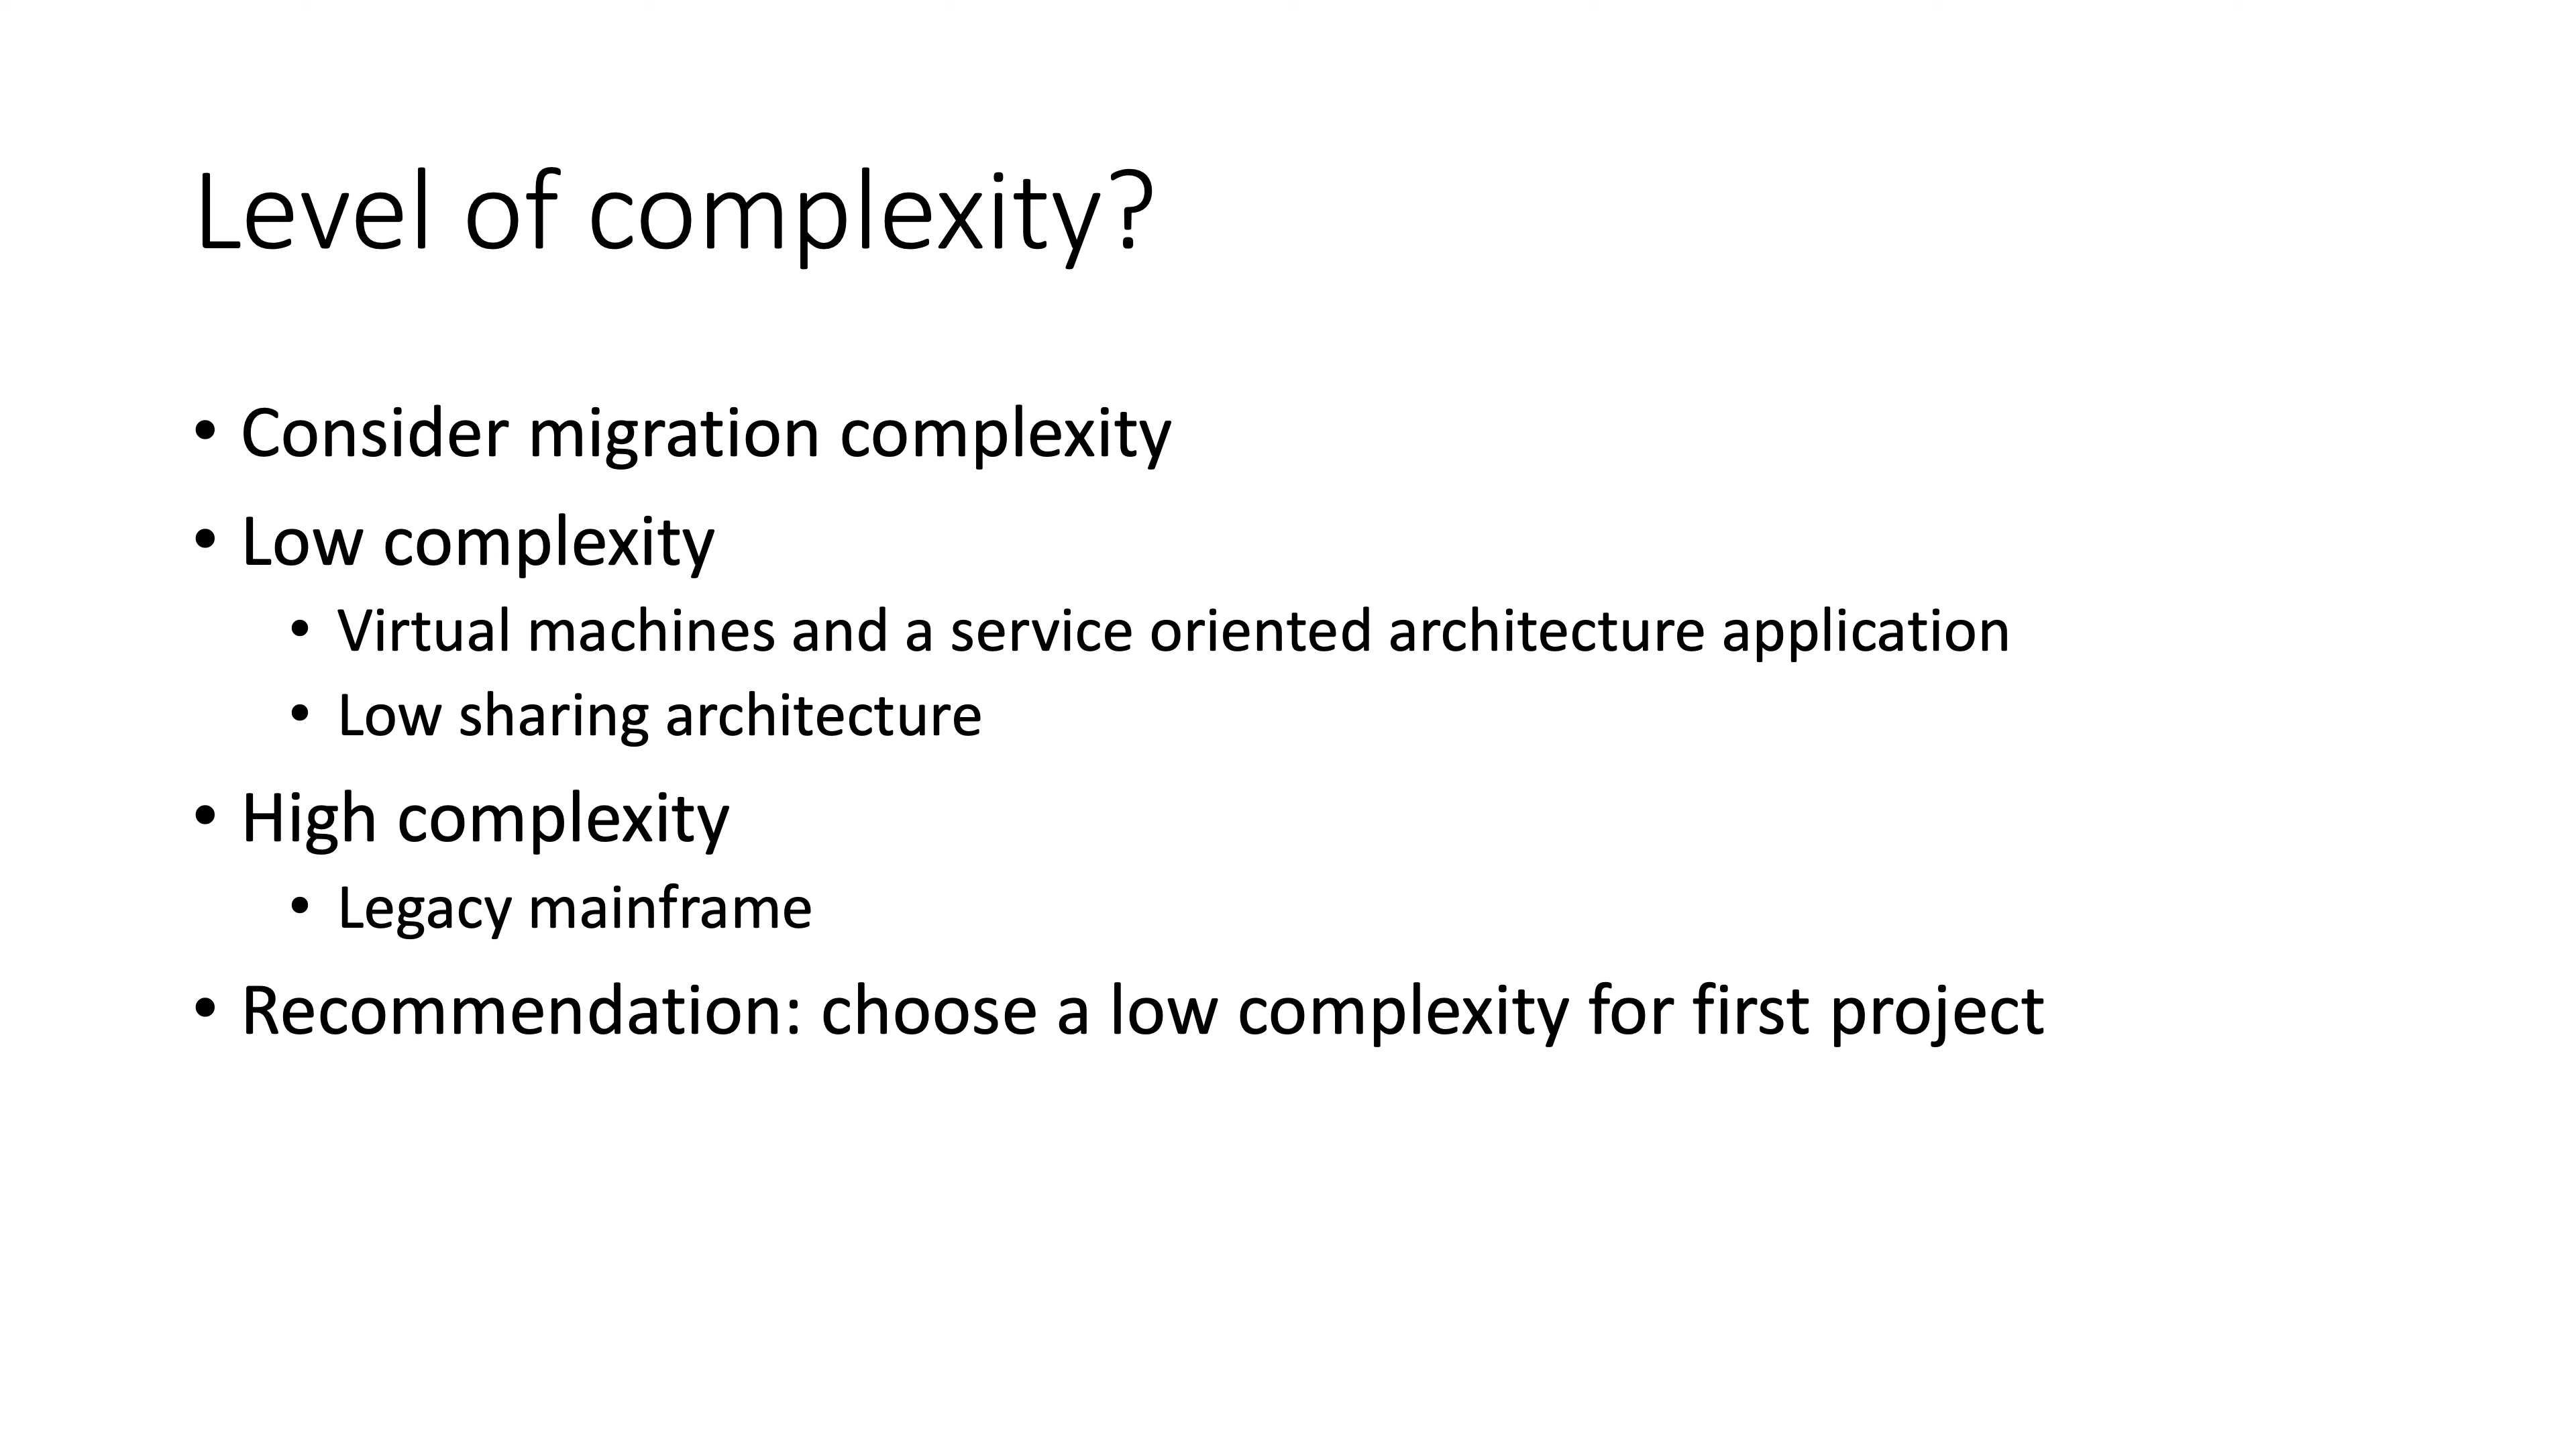 Level of complexity?
• Consider migration complexity
• Low complexity
• Virtual machines and a service oriented architecture application
• Low sharing architecture
• High complexity
• Legacy mainframe
• Recommendation: choose a low complexity for first project